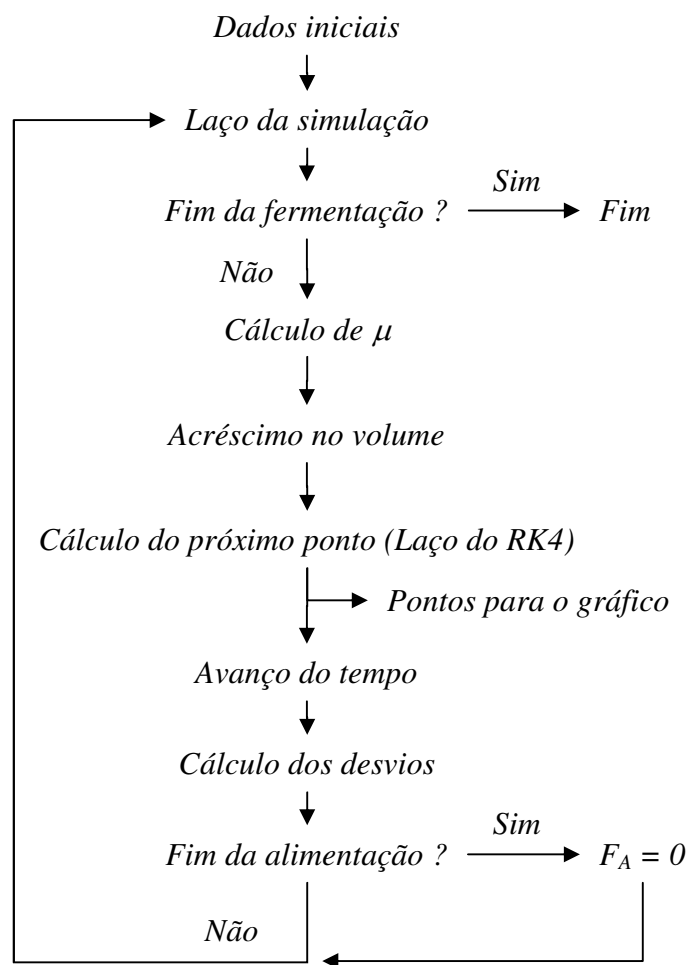 Dados iniciais
Laço da simulação
Sim
Fim da fermentação ? Fim
Não
Cálculo de μ
Acréscimo no volume
Cálculo do próximo ponto (Laço do RK4)
Pontos para o gráfico
Avanço do tempo
Cálculo dos desvios
Sim
Fim da alimentação ? F_A = 0
Não